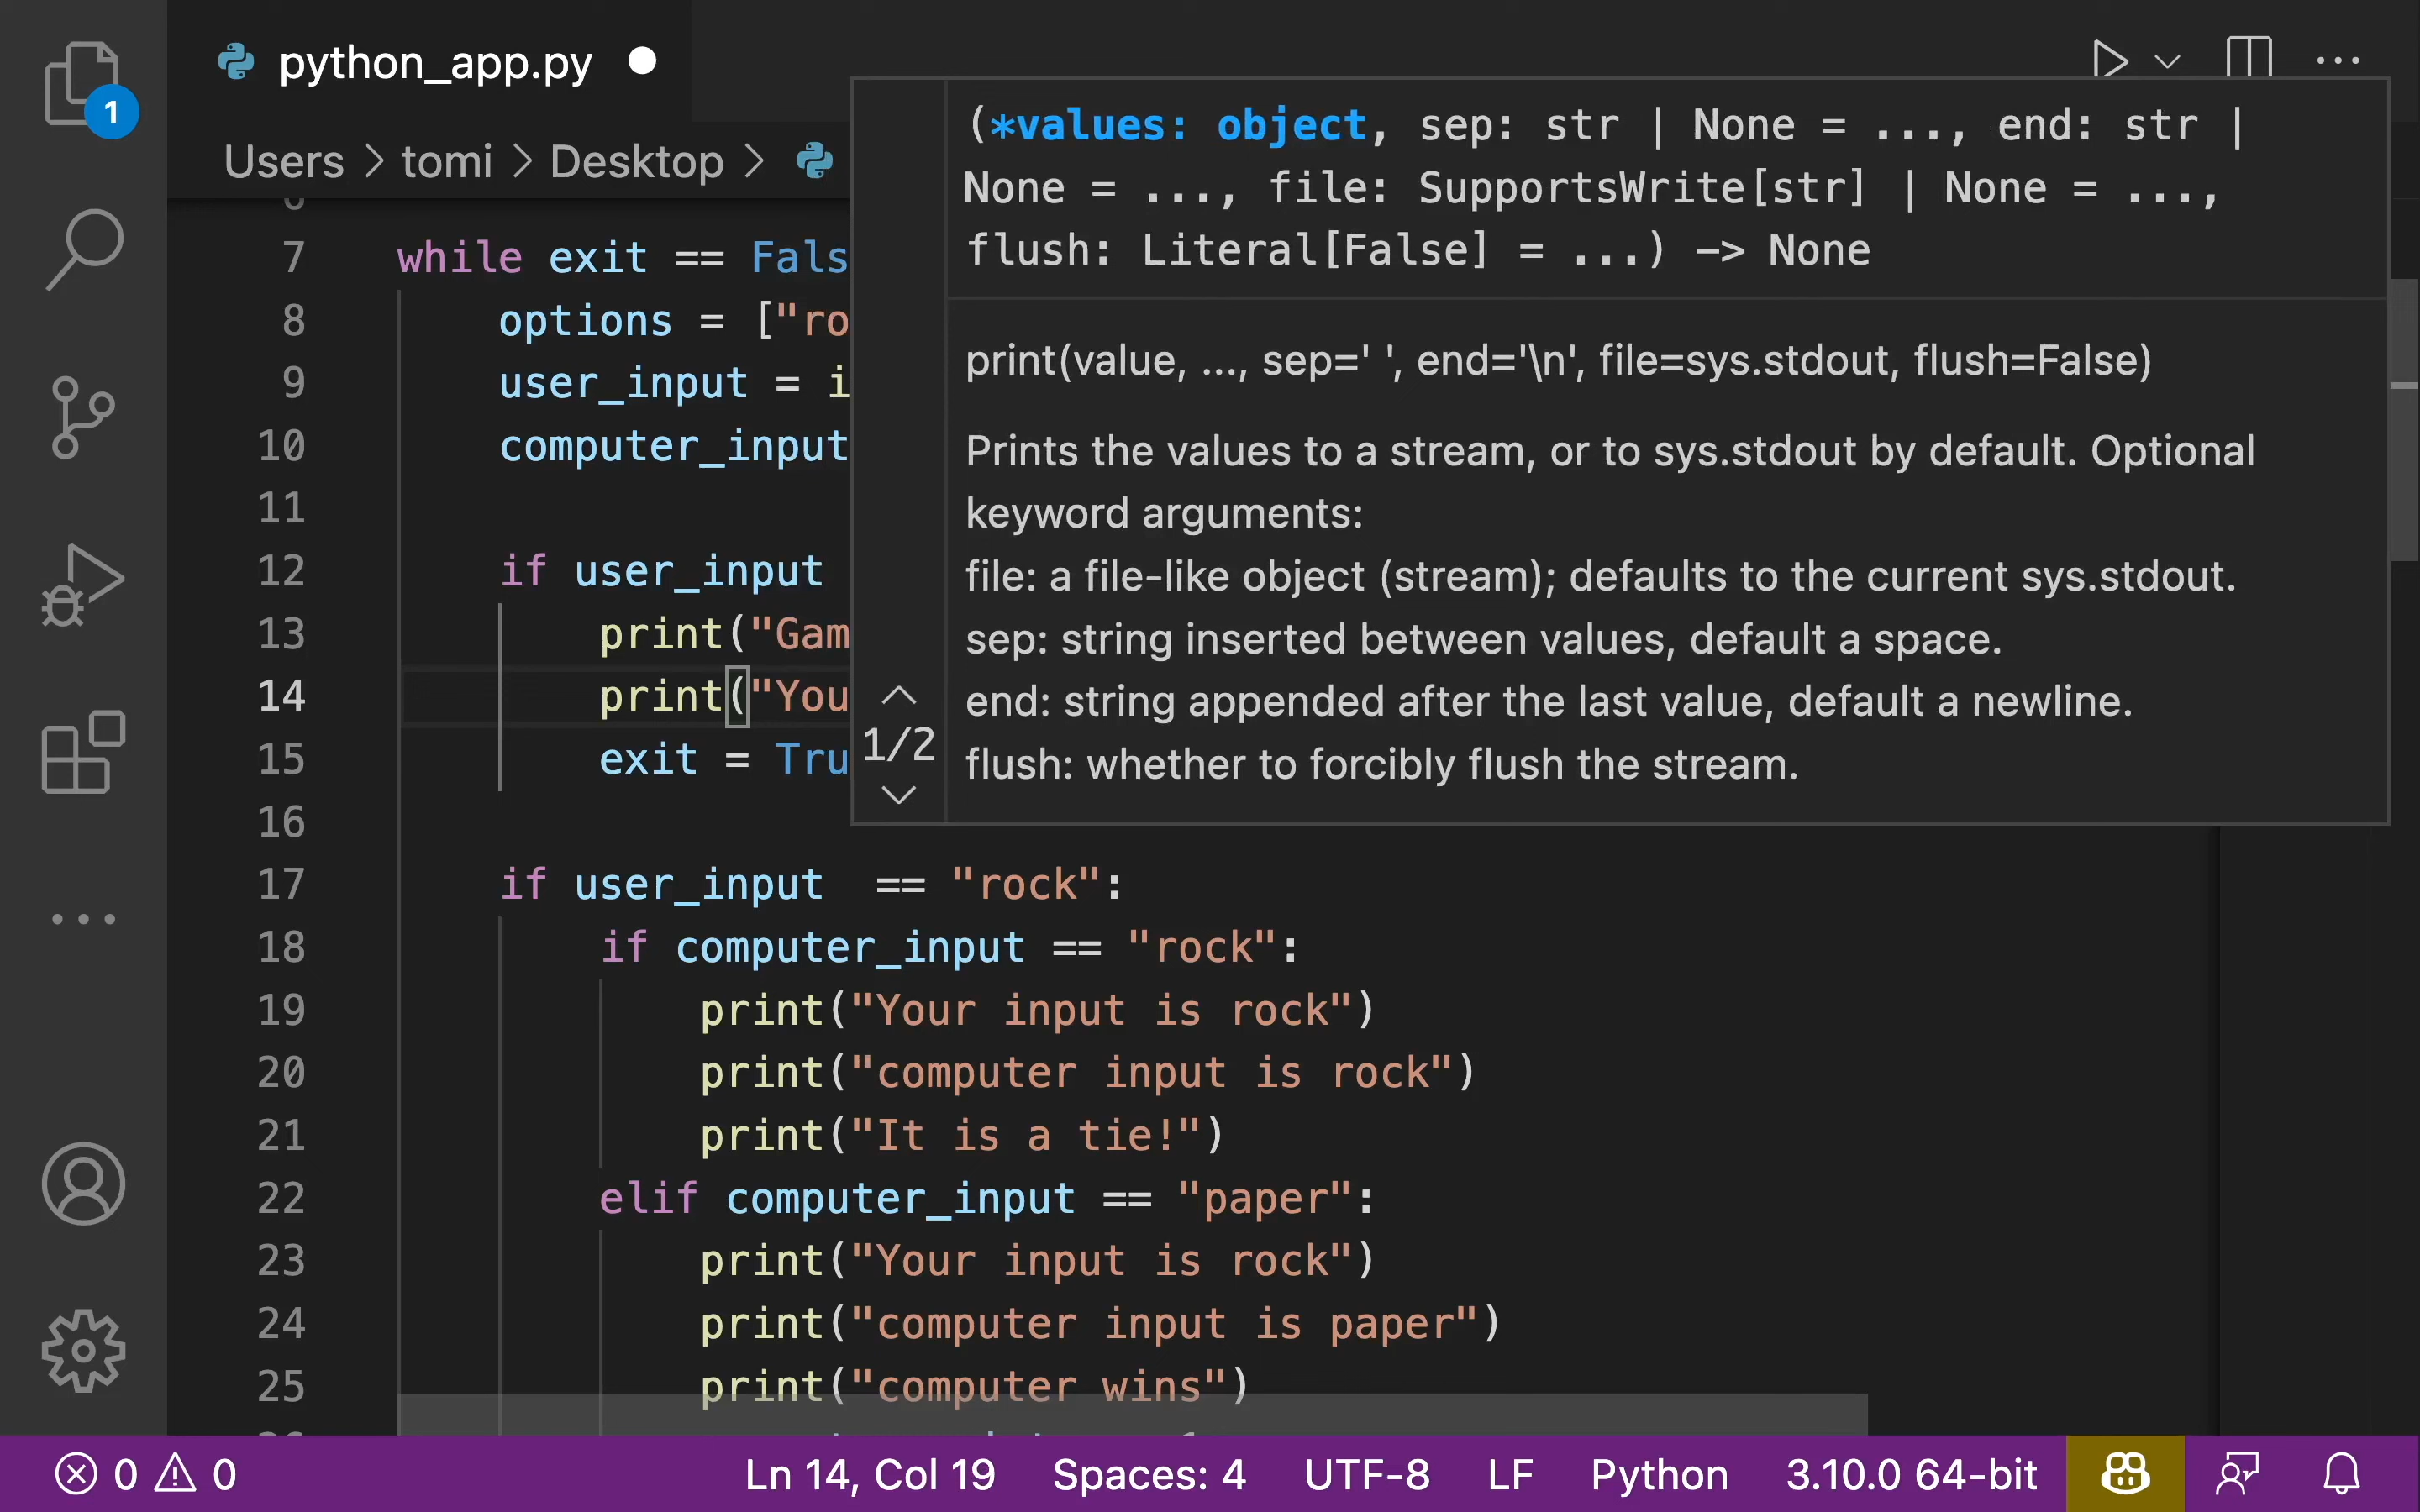 python_app.py
1
Users > tomi > Desktop >
(*values: object, sep: str | None = ..., end: str |
None = ..., file: SupportsWrite[str] | None = ...,
flush: Literal[False] = ...) -> None
print(value, ..., sep=' ', end='\n', file=sys.stdout, flush=False)
Prints the values to a stream, or to sys.stdout by default. Optional
keyword arguments:
file: a file-like object (stream); defaults to the current sys.stdout.
sep: string inserted between values, default a space.
end: string appended after the last value, default a newline.
flush: whether to forcibly flush the stream.
1/2
7 while exit == Fals
8 options = ["ro
9 user_input = i
10 computer_input
11
12 if user_input
13 print("Gam
14 print("You
15 exit = Tru
16
17 if user_input  == "rock":
18 if computer_input == "rock":
19 print("Your input is rock")
20 print("computer input is rock")
21 print("It is a tie!")
22 elif computer_input == "paper":
23 print("Your input is rock")
24 print("computer input is paper")
25 print("computer wins")
0 0 Ln 14, Col 19 Spaces: 4 UTF-8 LF Python 3.10.0 64-bit